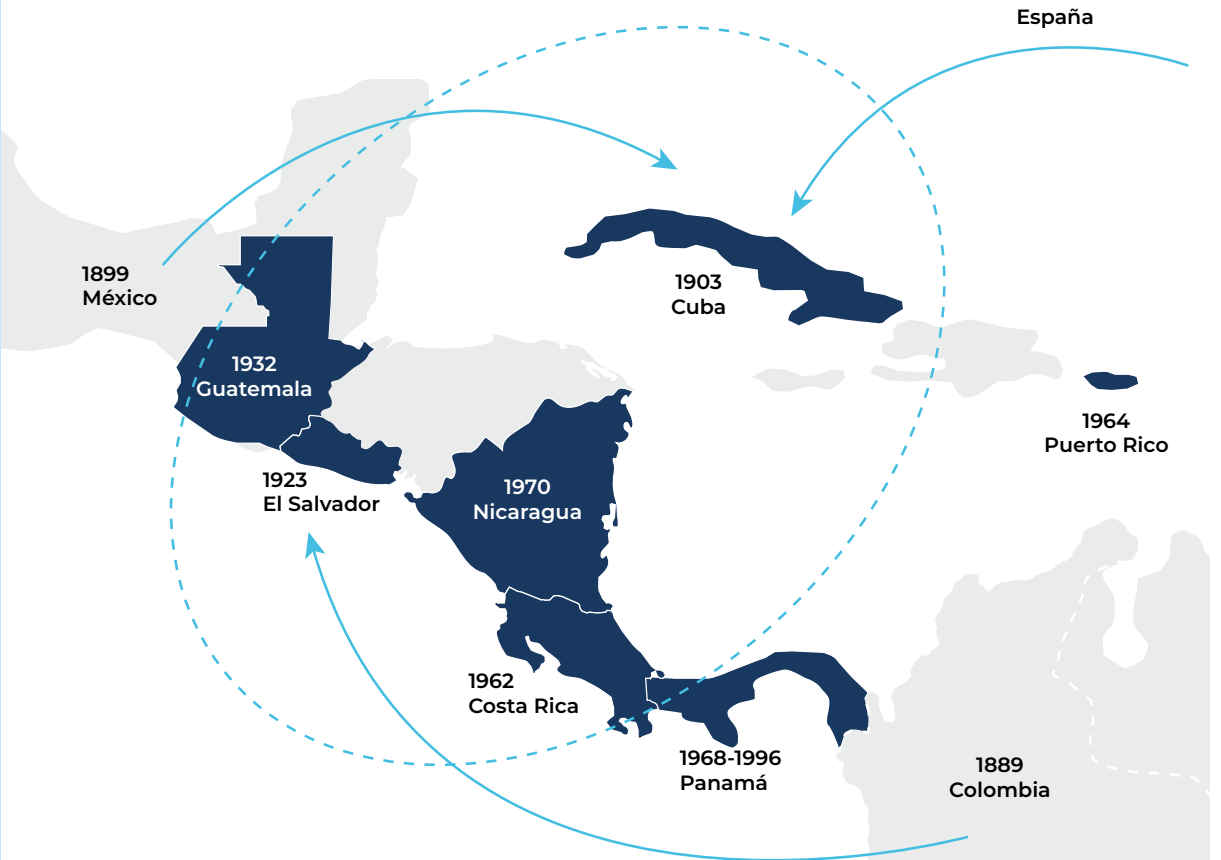 España
1899
México
1903
Cuba
1932
Guatemala
1964
Puerto Rico
1923
El Salvador
1970
Nicaragua
1962
Costa Rica
1968-1996
Panamá
1889
Colombia